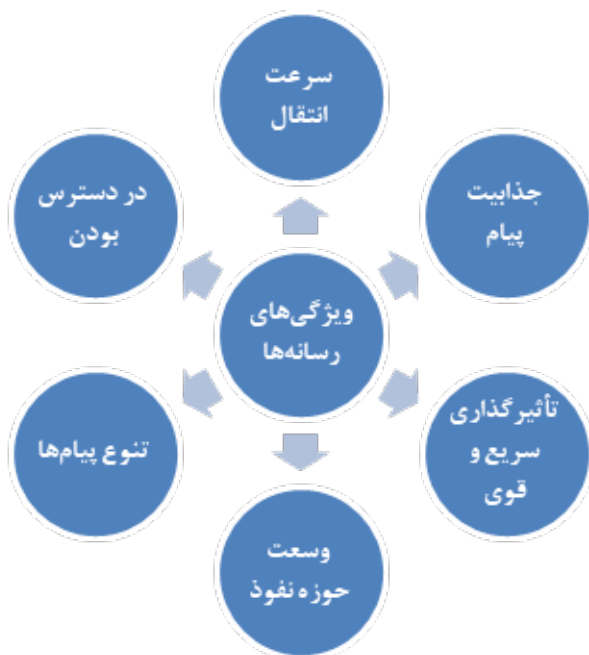 سرعت
انتقال
جذابیت
پیام
در دسترس
بودن
ویژگی‌های
رسانه‌ها
تأثیرگذاری
سریع و
قوی
تنوع پیام‌ها
وسعت
حوزه نفوذ